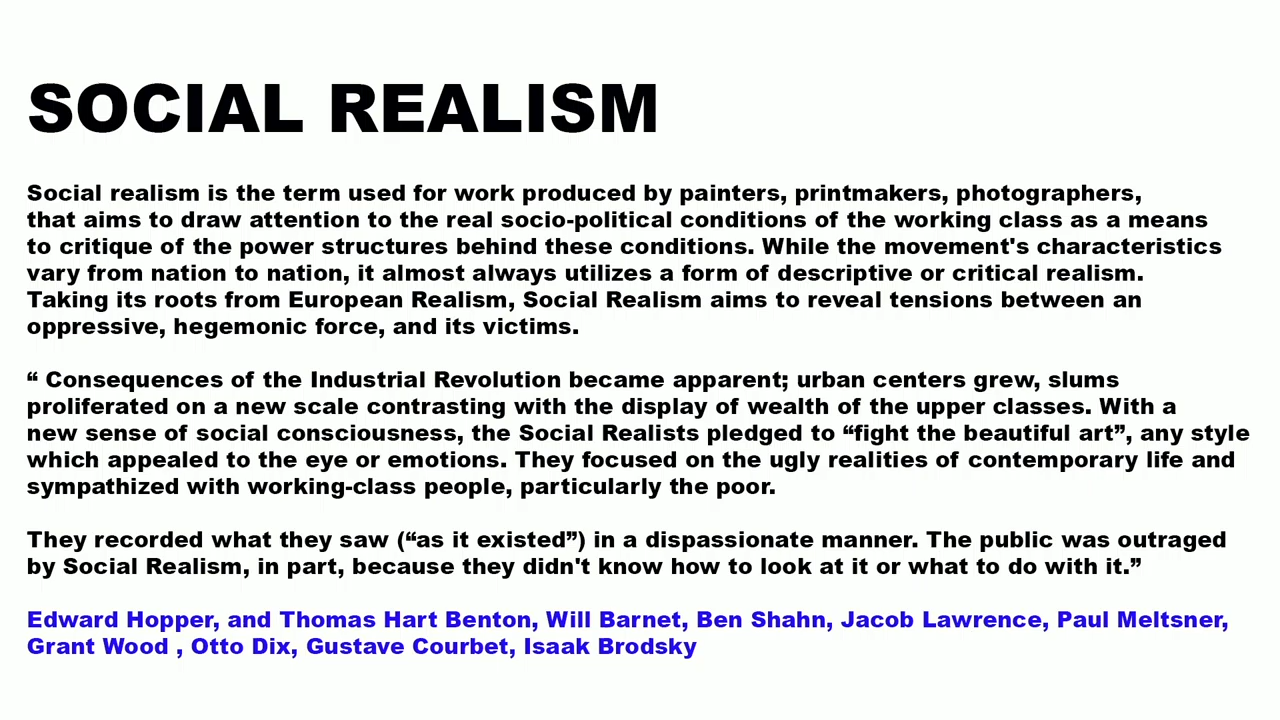 SOCIAL REALISM
Social realism is the term used for work produced by painters, printmakers, photographers,
that aims to draw attention to the real socio-political conditions of the working class as a means
to critique of the power structures behind these conditions. While the movement's characteristics
vary from nation to nation, it almost always utilizes a form of descriptive or critical realism.
Taking its roots from European Realism, Social Realism aims to reveal tensions between an
oppressive, hegemonic force, and its victims.
“ Consequences of the Industrial Revolution became apparent; urban centers grew, slums
proliferated on a new scale contrasting with the display of wealth of the upper classes. With a
new sense of social consciousness, the Social Realists pledged to “fight the beautiful art”, any style
which appealed to the eye or emotions. They focused on the ugly realities of contemporary life and
sympathized with working-class people, particularly the poor.
They recorded what they saw (“as it existed”) in a dispassionate manner. The public was outraged
by Social Realism, in part, because they didn't know how to look at it or what to do with it.”
Edward Hopper, and Thomas Hart Benton, Will Barnet, Ben Shahn, Jacob Lawrence, Paul Meltsner,
Grant Wood , Otto Dix, Gustave Courbet, Isaak Brodsky